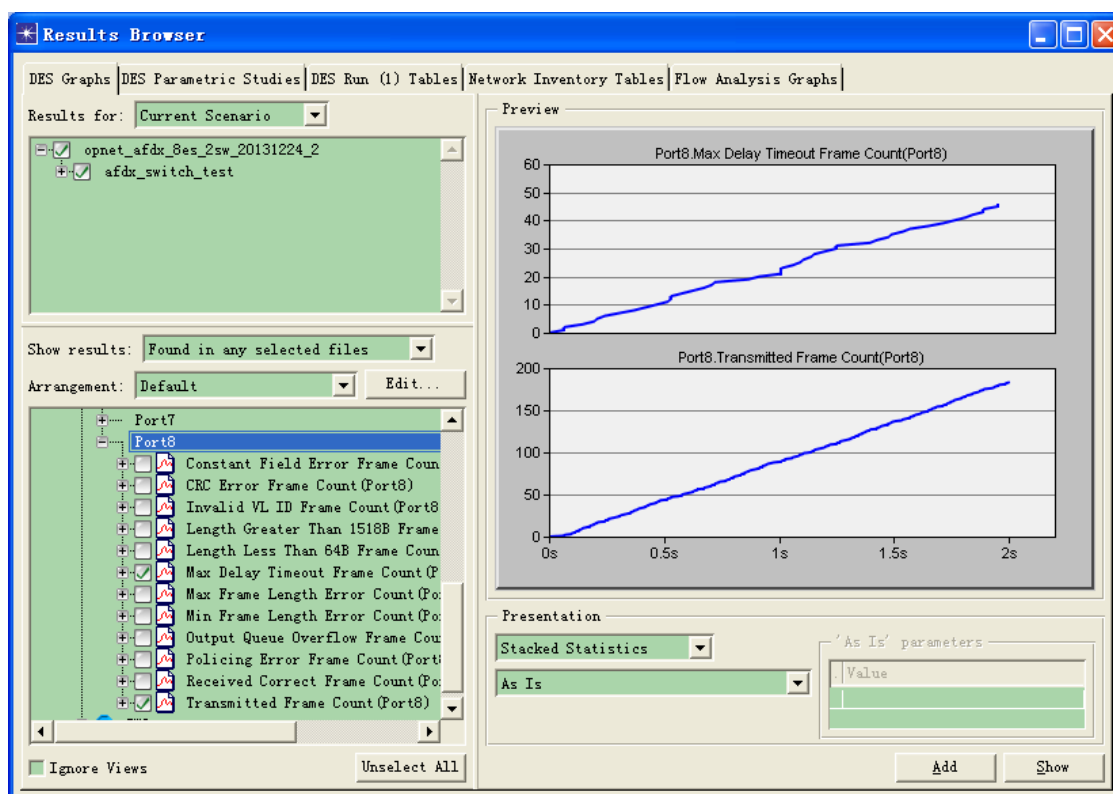 Results Browser
DES Graphs DES Parametric Studies DES Run (1) Tables Network Inventory Tables Flow Analysis Graphs
Results for: Current Scenario
opnet_afdx_8es_2sw_20131224_2
afdx_switch_test
Show results: Found in any selected files
Arrangement: Default Edit...
Port7
Port8
Constant Field Error Frame Coun
CRC Error Frame Count(Port8)
Invalid VL ID Frame Count(Port8
Length Greater Than 1518B Frame
Length Less Than 64B Frame Coun
Max Delay Timeout Frame Count(P
Max Frame Length Error Count(Po
Min Frame Length Error Count(Po
Output Queue Overflow Frame Cou
Policing Error Frame Count(Port
Received Correct Frame Count(Po
Transmitted Frame Count(Port8)
Ignore Views Unselect All
Preview
Port8.Max Delay Timeout Frame Count(Port8)
60
50
40
30
20
10
0
Port8.Transmitted Frame Count(Port8)
200
150
100
50
0
0s 0.5s 1s 1.5s 2s
Presentation
Stacked Statistics
As Is
'As Is' parameters
Value
Add Show